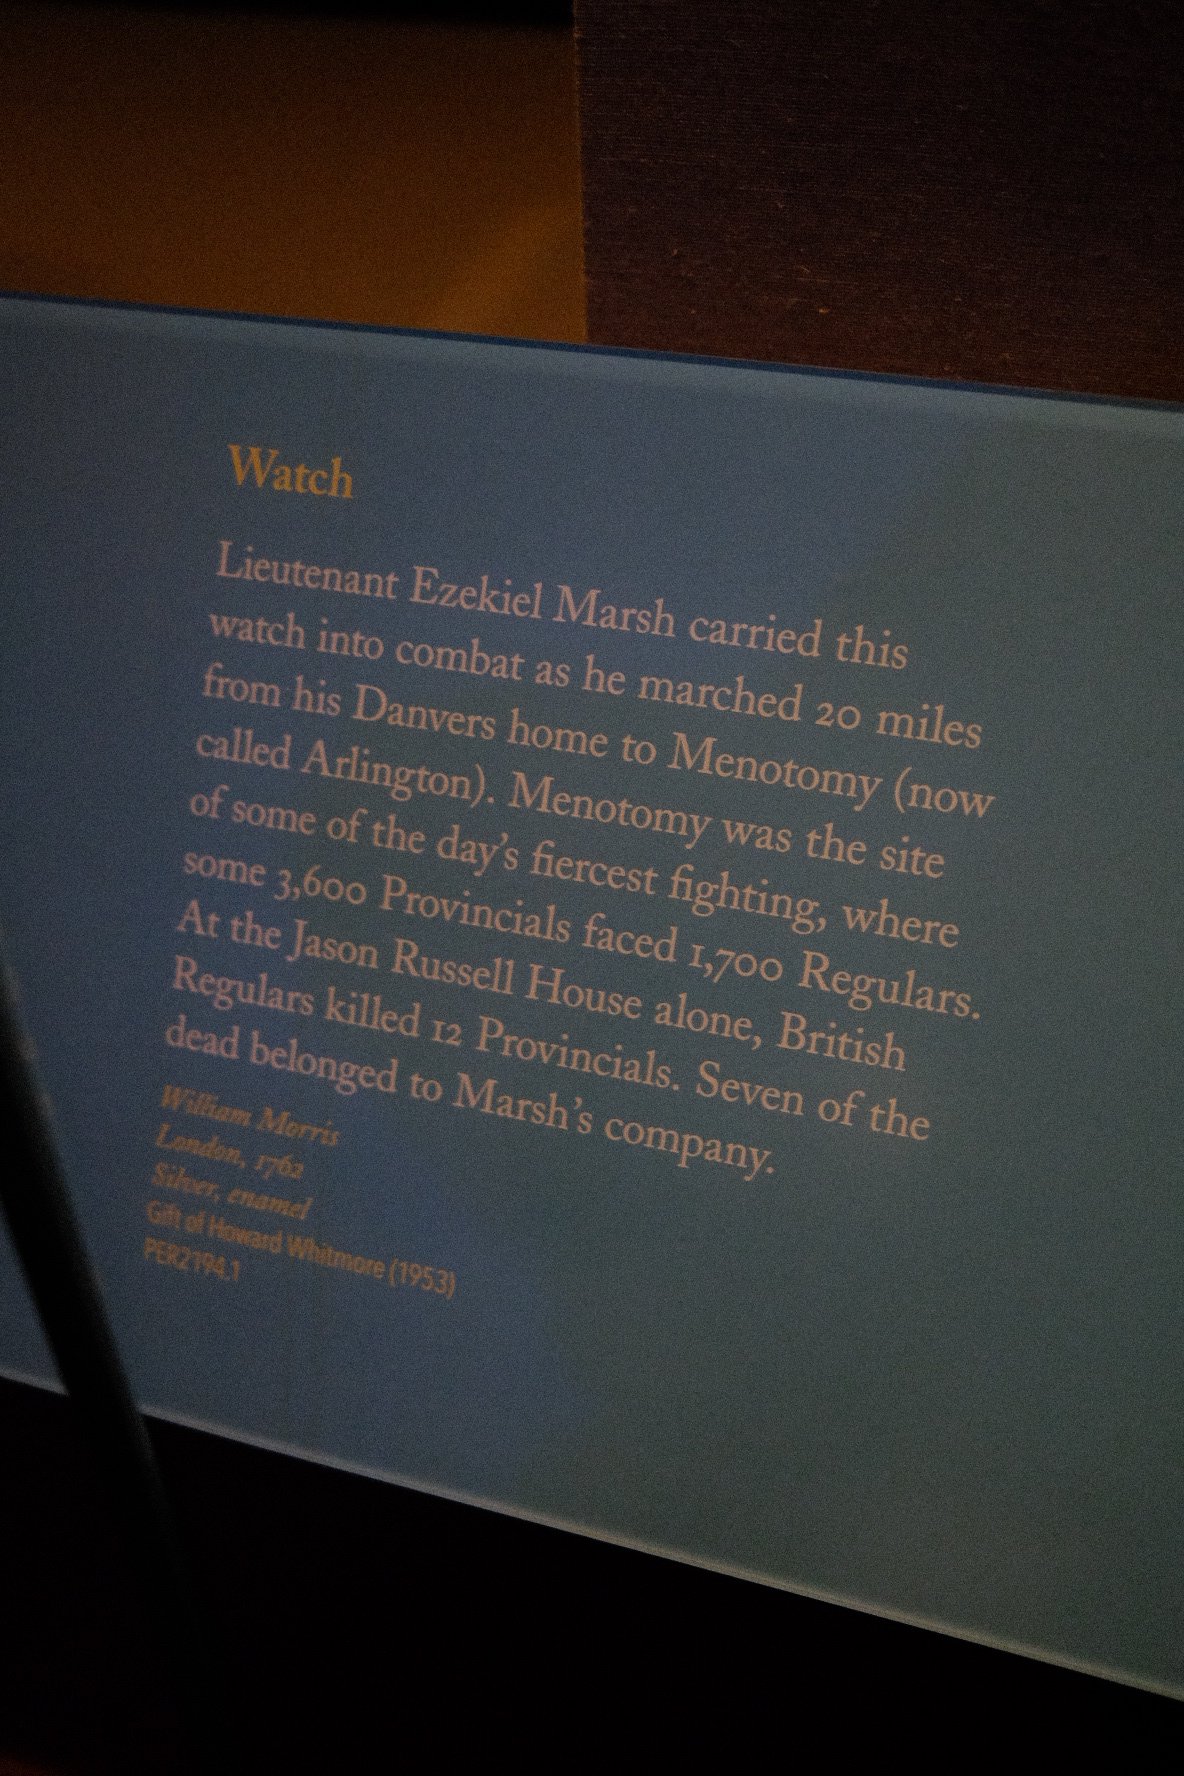 Watch
Lieutenant Ezekiel Marsh carried this
watch into combat as he marched 20 miles
from his Danvers home to Menotomy (now
called Arlington). Menotomy was the site
of some of the day's fiercest fighting, where
some 3,600 Provincials faced 1,700 Regulars.
At the Jason Russell House alone, British
Regulars killed 12 Provincials. Seven of the
dead belonged to Marsh's company.
William Morris
London, 1762
Silver, enamel
Gift of Howard Whitmore (1953)
PER2194.1